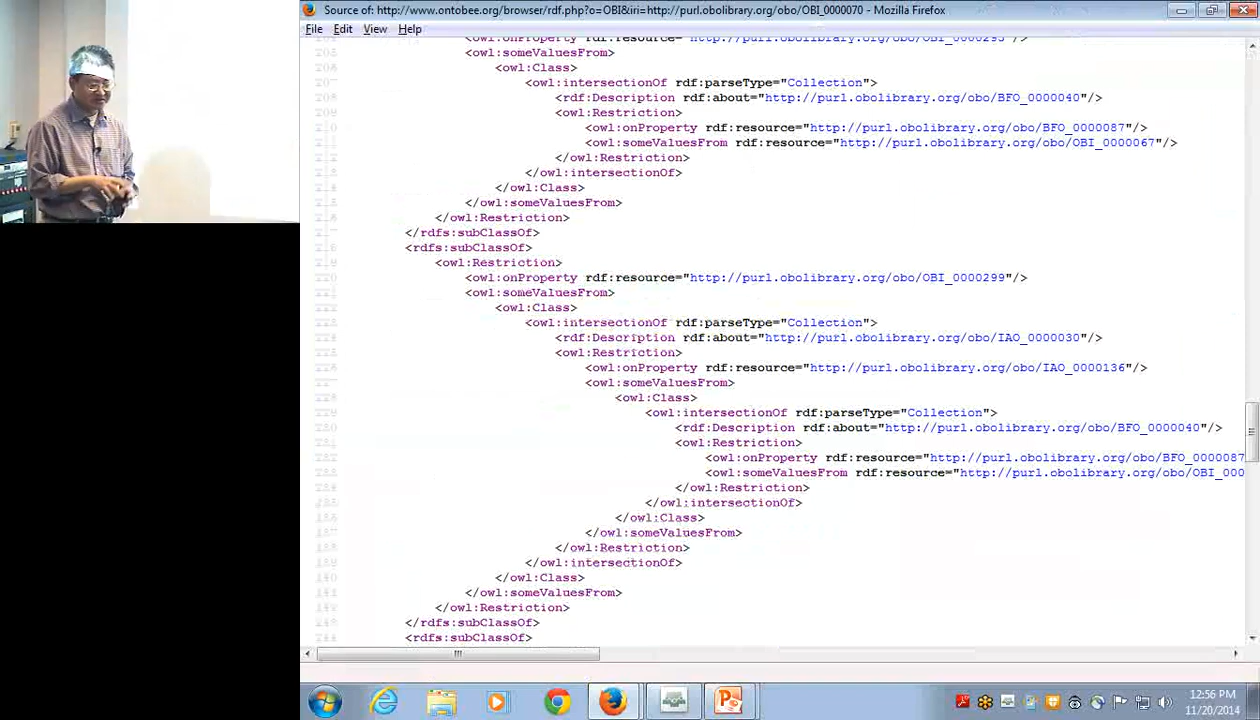 Source of: http://www.ontobee.org/browser/rdf.php?o=OBI&iri=http://purl.obolibrary.org/obo/OBI_0000070 - Mozilla Firefox
File Edit View Help
<owl:onProperty rdf:resource="http://purl.obolibrary.org/obo/OBI_0000293"/>
<owl:someValuesFrom>
<owl:Class>
<owl:intersectionOf rdf:parseType="Collection">
<rdf:Description rdf:about="http://purl.obolibrary.org/obo/BFO_0000040"/>
<owl:Restriction>
<owl:onProperty rdf:resource="http://purl.obolibrary.org/obo/BFO_0000087"/>
<owl:someValuesFrom rdf:resource="http://purl.obolibrary.org/obo/OBI_0000067"/>
</owl:Restriction>
</owl:intersectionOf>
</owl:Class>
</owl:someValuesFrom>
</owl:Restriction>
</rdfs:subClassOf>
<rdfs:subClassOf>
<owl:Restriction>
<owl:onProperty rdf:resource="http://purl.obolibrary.org/obo/OBI_0000299"/>
<owl:someValuesFrom>
<owl:Class>
<owl:intersectionOf rdf:parseType="Collection">
<rdf:Description rdf:about="http://purl.obolibrary.org/obo/IAO_0000030"/>
<owl:Restriction>
<owl:onProperty rdf:resource="http://purl.obolibrary.org/obo/IAO_0000136"/>
<owl:someValuesFrom>
<owl:Class>
<owl:intersectionOf rdf:parseType="Collection">
<rdf:Description rdf:about="http://purl.obolibrary.org/obo/BFO_0000040"/>
<owl:Restriction>
<owl:onProperty rdf:resource="http://purl.obolibrary.org/obo/BFO_0000087
<owl:someValuesFrom rdf:resource="http://purl.obolibrary.org/obo/OBI_000
</owl:Restriction>
</owl:intersectionOf>
</owl:Class>
</owl:someValuesFrom>
</owl:Restriction>
</owl:intersectionOf>
</owl:Class>
</owl:someValuesFrom>
</owl:Restriction>
</rdfs:subClassOf>
<rdfs:subClassOf>
12:56 PM
11/20/2014